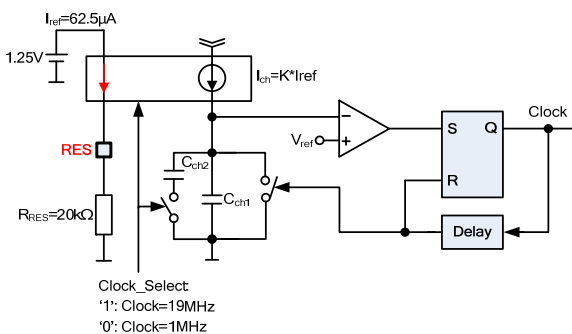 Iref=62.5μA
1.25V
Ich=K*Iref
Clock
Vref
−
+
S
Q
R
RES
Cch2
Cch1
RRES=20kΩ
Delay
Clock_Select:
‘1’: Clock=19MHz
‘0’: Clock=1MHz